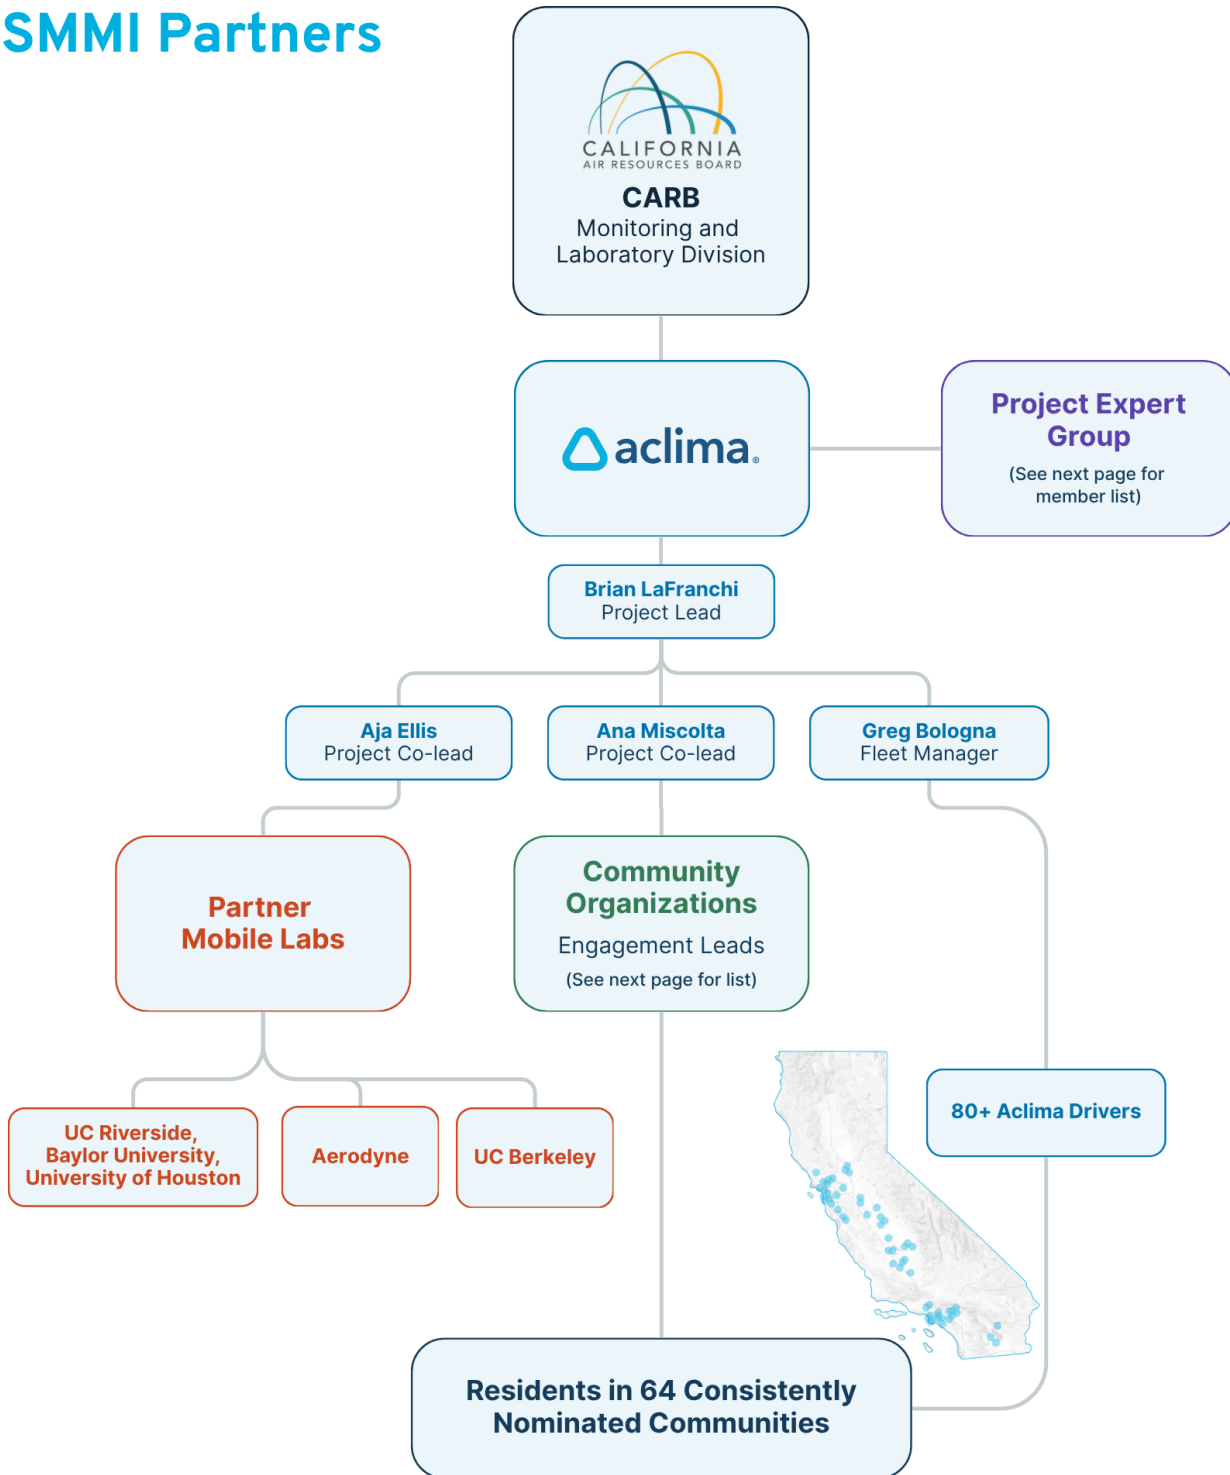 SMMI Partners
CALIFORNIA
AIR RESOURCES BOARD
CARB
Monitoring and
Laboratory Division
aclima®
Project Expert
Group
(See next page for
member list)
Brian LaFranchi
Project Lead
Aja Ellis
Project Co-lead
Ana Miscolta
Project Co-lead
Greg Bologna
Fleet Manager
Partner
Mobile Labs
Community
Organizations
Engagement Leads
(See next page for list)
UC Riverside,
Baylor University,
University of Houston
Aerodyne
UC Berkeley
80+ Aclima Drivers
Residents in 64 Consistently
Nominated Communities